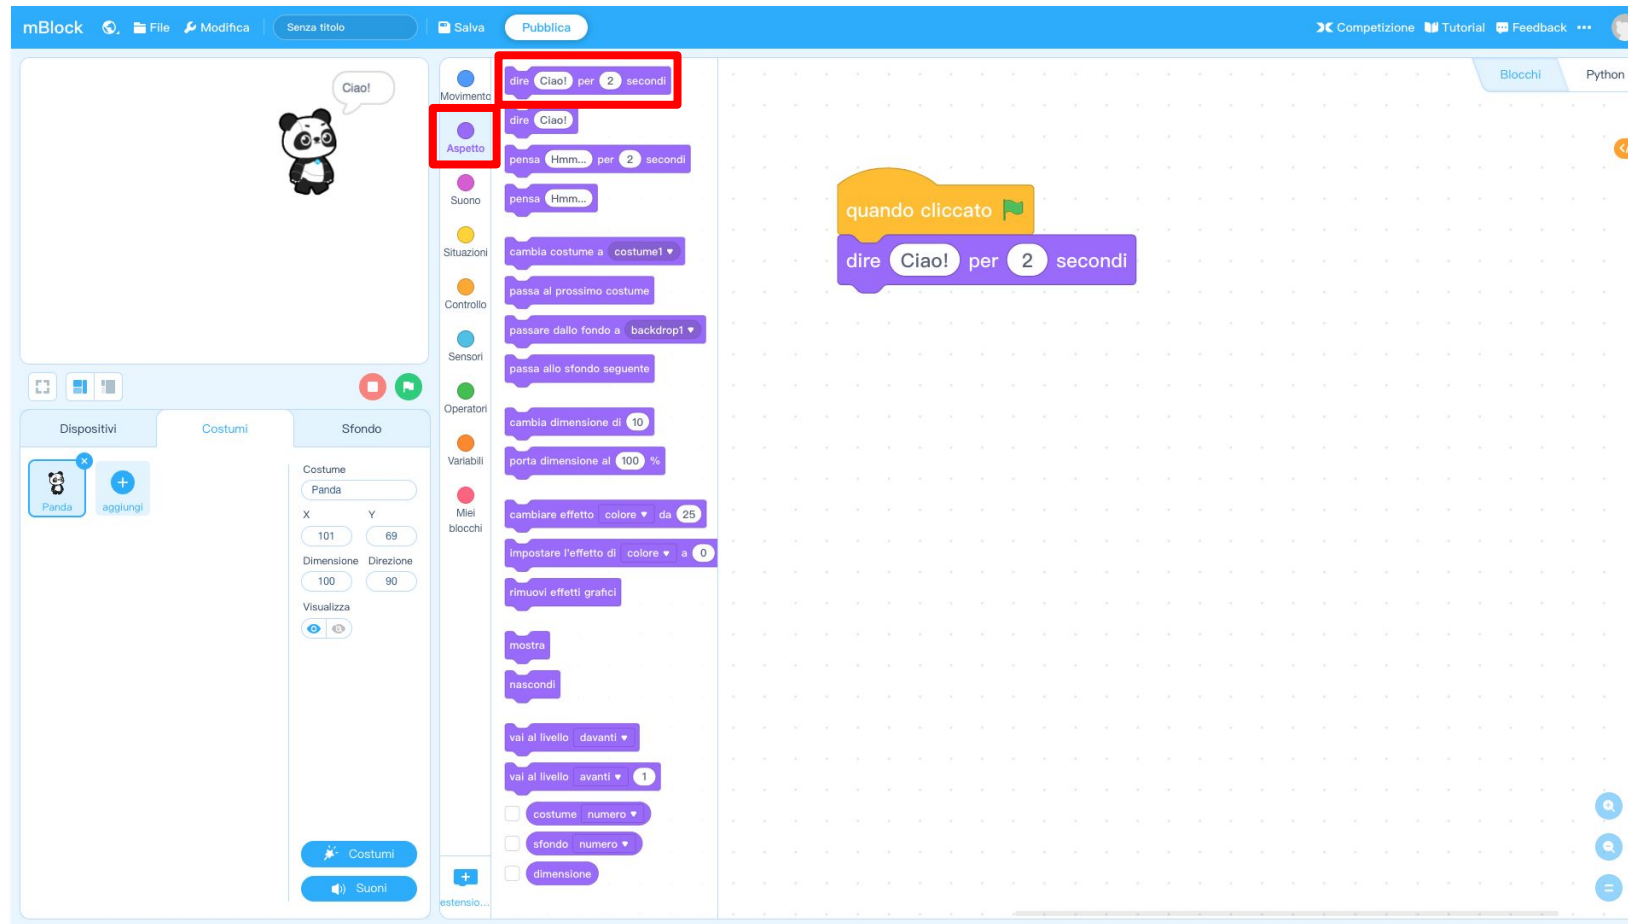 mBlock File Modifica Senza titolo Salva Pubblica Competizione Tutorial Feedback
Ciao!
Movimento
Aspetto
Suono
Situazioni
Controllo
Sensori
Operatori
Variabili
Miei
blocchi
estensio...
dire Ciao! per 2 secondi
dire Ciao!
pensa Hmm... per 2 secondi
pensa Hmm...
cambia costume a costume1
passa al prossimo costume
passare dallo fondo a backdrop1
passa allo sfondo seguente
cambia dimensione di 10
porta dimensione al 100 %
cambiare effetto colore da 25
impostare l'effetto di colore a 0
rimuovi effetti grafici
mostra
nascondi
vai al livello davanti
vai al livello avanti 1
costume numero
sfondo numero
dimensione
Blocchi Python
quando cliccato
dire Ciao! per 2 secondi
Dispositivi Costumi Sfondo
Panda aggiungi
Costume
Panda
X Y
101 69
Dimensione Direzione
100 90
Visualizza
Costumi
Suoni